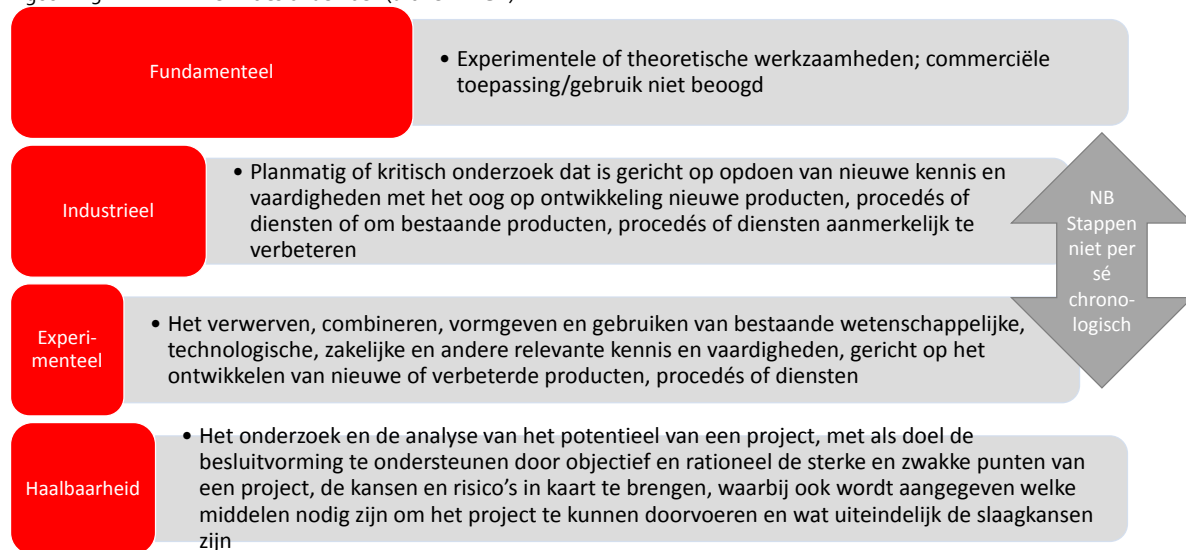 Fundamenteel
• Experimentele of theoretische werkzaamheden; commerciële
toepassing/gebruik niet beoogd
Industrieel
• Planmatig of kritisch onderzoek dat is gericht op opdoen van nieuwe kennis en
vaardigheden met het oog op ontwikkeling nieuwe producten, procedés of
diensten of om bestaande producten, procedés of diensten aanmerkelijk te
verbeteren
NB
Stappen
niet per
sé
chrono-
logisch
Experi-
menteel
• Het verwerven, combineren, vormgeven en gebruiken van bestaande wetenschappelijke,
technologische, zakelijke en andere relevante kennis en vaardigheden, gericht op het
ontwikkelen van nieuwe of verbeterde producten, procedés of diensten
Haalbaarheid
• Het onderzoek en de analyse van het potentieel van een project, met als doel de
besluitvorming te ondersteunen door objectief en rationeel de sterke en zwakke punten van
een project, de kansen en risico’s in kaart te brengen, waarbij ook wordt aangegeven welke
middelen nodig zijn om het project te kunnen doorvoeren en wat uiteindelijk de slaagkansen
zijn